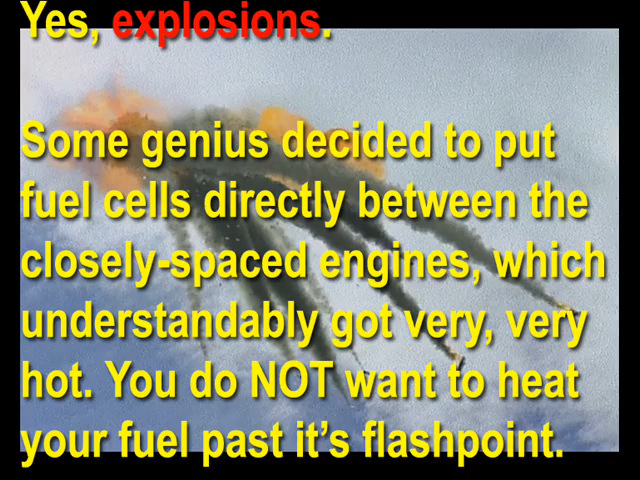 Yes, explosions.
Some genius decided to put
fuel cells directly between the
closely-spaced engines, which
understandably got very, very
hot. You do NOT want to heat
your fuel past it’s flashpoint.